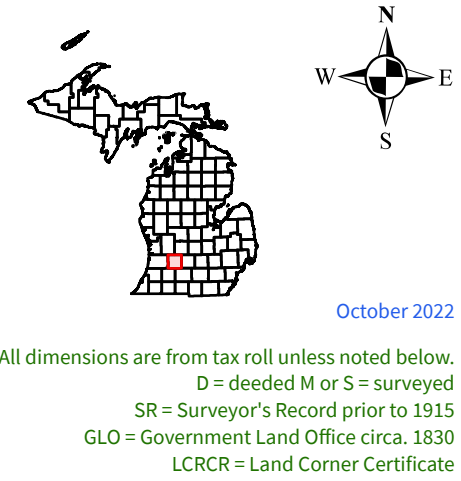 N
W E
S
October 2022
All dimensions are from tax roll unless noted below.
D = deeded M or S = surveyed
SR = Surveyor's Record prior to 1915
GLO = Government Land Office circa. 1830
LCRCR = Land Corner Certificate